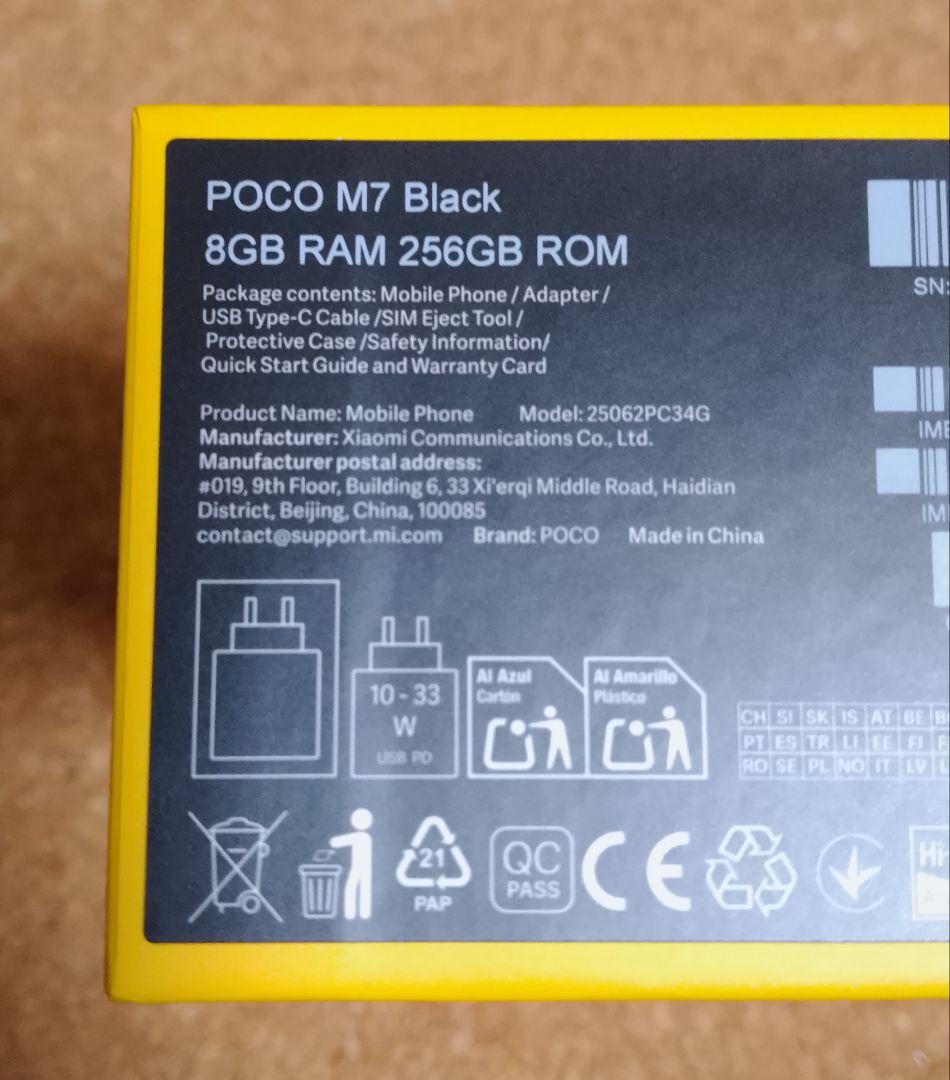 POCO M7 Black
8GB RAM 256GB ROM
Package contents: Mobile Phone / Adapter /
USB Type-C Cable /SIM Eject Tool /
Protective Case /Safety Information/
Quick Start Guide and Warranty Card
Product Name: Mobile Phone Model: 25062PC34G
Manufacturer: Xiaomi Communications Co., Ltd.
Manufacturer postal address:
#019, 9th Floor, Building 6, 33 Xi'erqi Middle Road, Haidian
District, Beijing, China, 100085
contact@support.mi.com Brand: POCO Made in China
SN:
10 - 33
W
USB PD
Al Azul
Cartón
Al Amarillo
Plástico
CH SI SK IS AT BE
PT ES TR LI EE FI
RO SE PL NO IT LV
21
PAP
QC
PASS
CE
Hi-